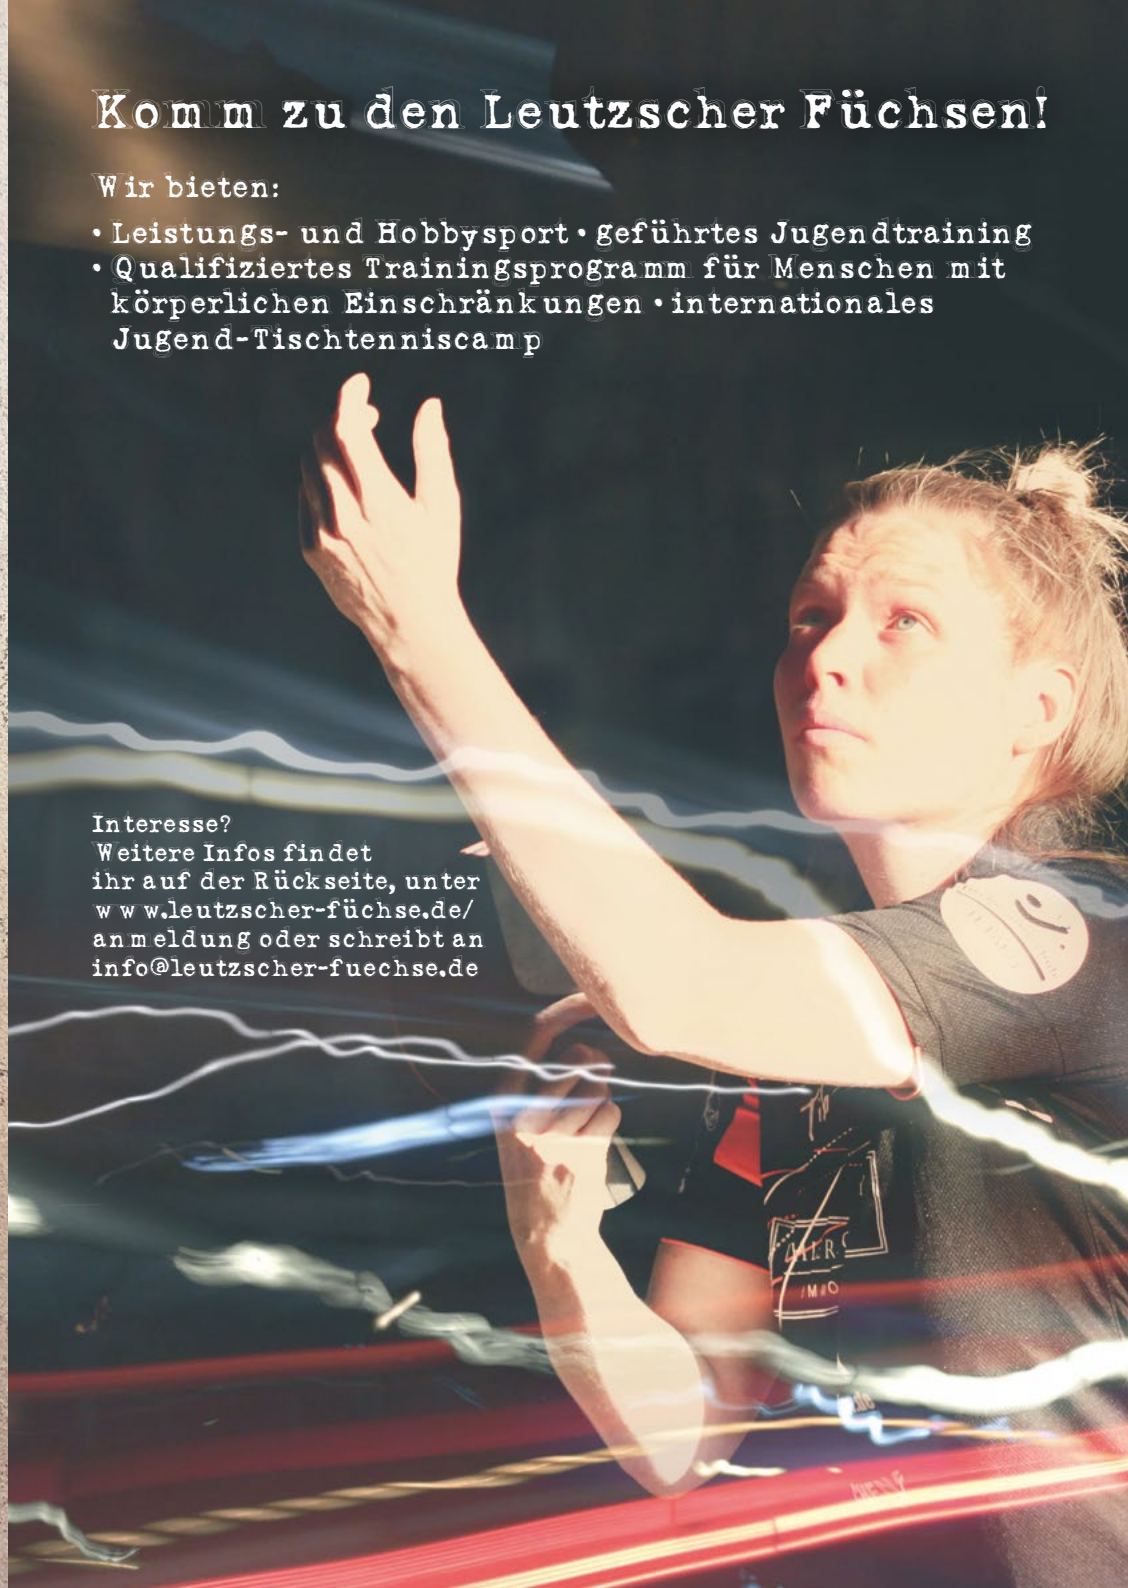 Komm zu den Leutzscher Füchsen!
Wir bieten:
• Leistungs- und Hobbysport • geführtes Jugendtraining
• Qualifiziertes Trainingsprogramm für Menschen mit
körperlichen Einschränkungen • internationales
Jugend-Tischtenniscamp
Interesse?
Weitere Infos findet
ihr auf der Rückseite, unter
www.leutzscher-füchse.de/
anmeldung oder schreibt an
info@leutzscher-fuechse.de